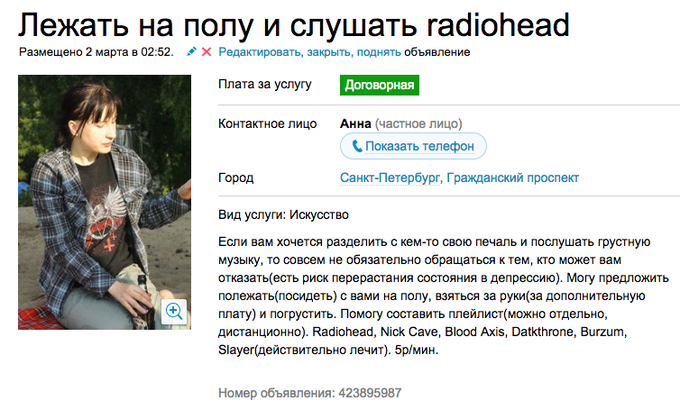 Лежать на полу и слушать radiohead
Размещено 2 марта в 02:52. Редактировать, закрыть, поднять объявление
Плата за услугу Договорная
Контактное лицо Анна (частное лицо)
Показать телефон
Город Санкт-Петербург, Гражданский проспект
Вид услуги: Искусство
Если вам хочется разделить с кем-то свою печаль и послушать грустную
музыку, то совсем не обязательно обращаться к тем, кто может вам
отказать(есть риск перерастания состояния в депрессию). Могу предложить
полежать(посидеть) с вами на полу, взяться за руки(за дополнительную
плату) и погрустить. Помогу составить плейлист(можно отдельно,
дистанционно). Radiohead, Nick Cave, Blood Axis, Datkthrone, Burzum,
Slayer(действительно лечит). 5р/мин.
Номер объявления: 423895987